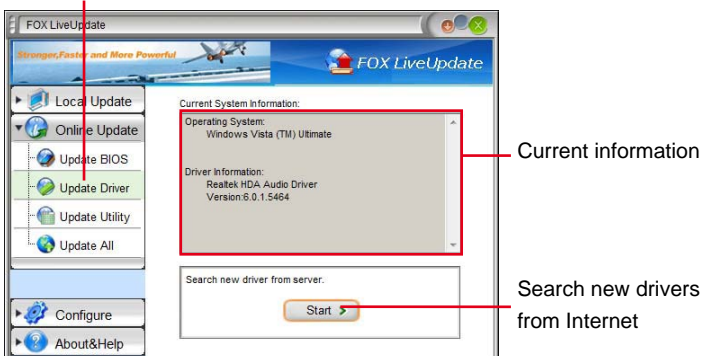 FOX LiveUpdate
Stronger,Faster and More Powerful
FOX LiveUpdate
Local Update
Online Update
Update BIOS
Update Driver
Update Utility
Update All
Configure
About&Help
Current System Information:
Operating System:
Windows Vista (TM) Ultimate
Driver Information:
Realtek HDA Audio Driver
Version:6.0.1.5464
Search new driver from server.
Start
Current information
Search new drivers
from Internet